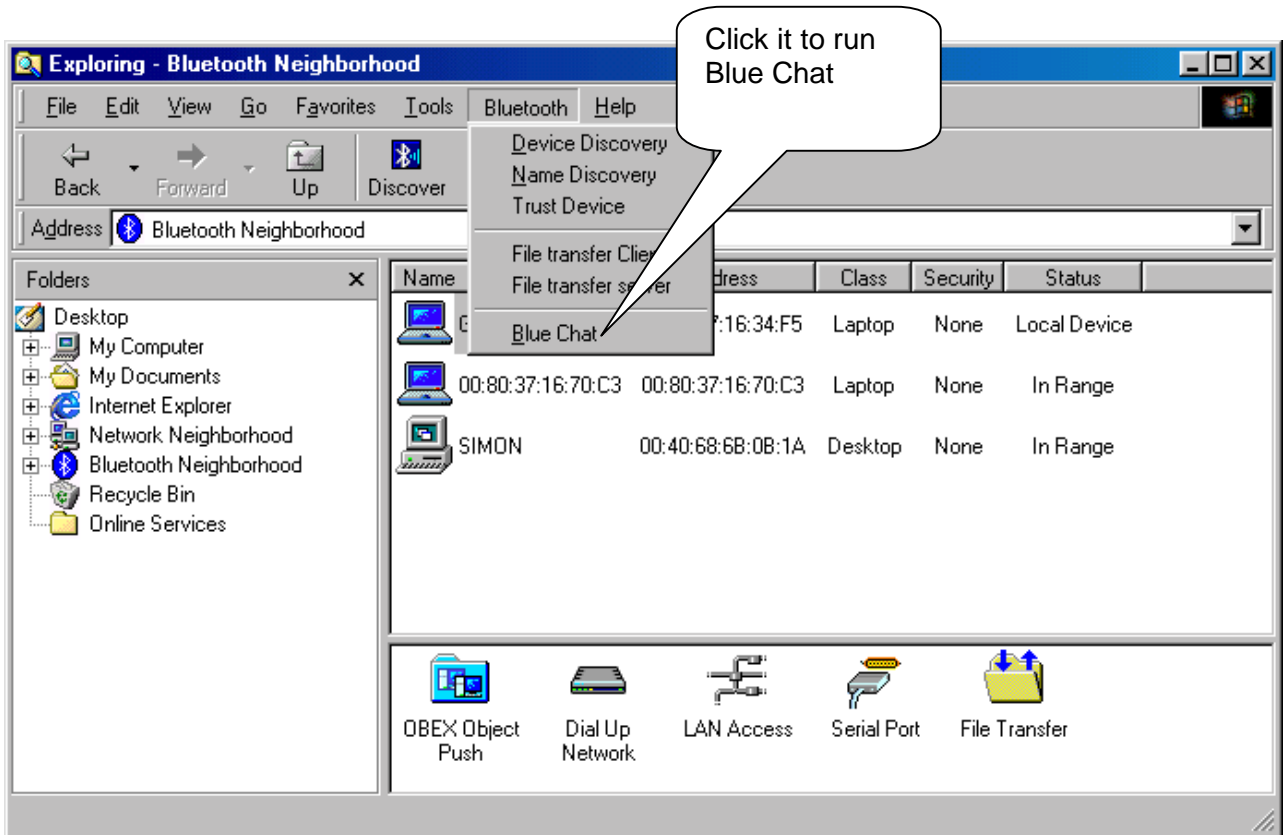 Click it to run
Blue Chat
Exploring - Bluetooth Neighborhood
File Edit View Go Favorites Tools Bluetooth Help
Back Forward Up Discover
Device Discovery
Name Discovery
Trust Device
File transfer
File transfer
Blue Chat
Address Bluetooth Neighborhood
Folders
Desktop
My Computer
My Documents
Internet Explorer
Network Neighborhood
Bluetooth Neighborhood
Recycle Bin
Online Services
Name Class Security Status
:16:34:F5 Laptop None Local Device
00:80:37:16:70:C3 00:80:37:16:70:C3 Laptop None In Range
SIMON 00:40:68:6B:0B:1A Desktop None In Range
OBEX Object Push
Dial Up Network
LAN Access
Serial Port
File Transfer